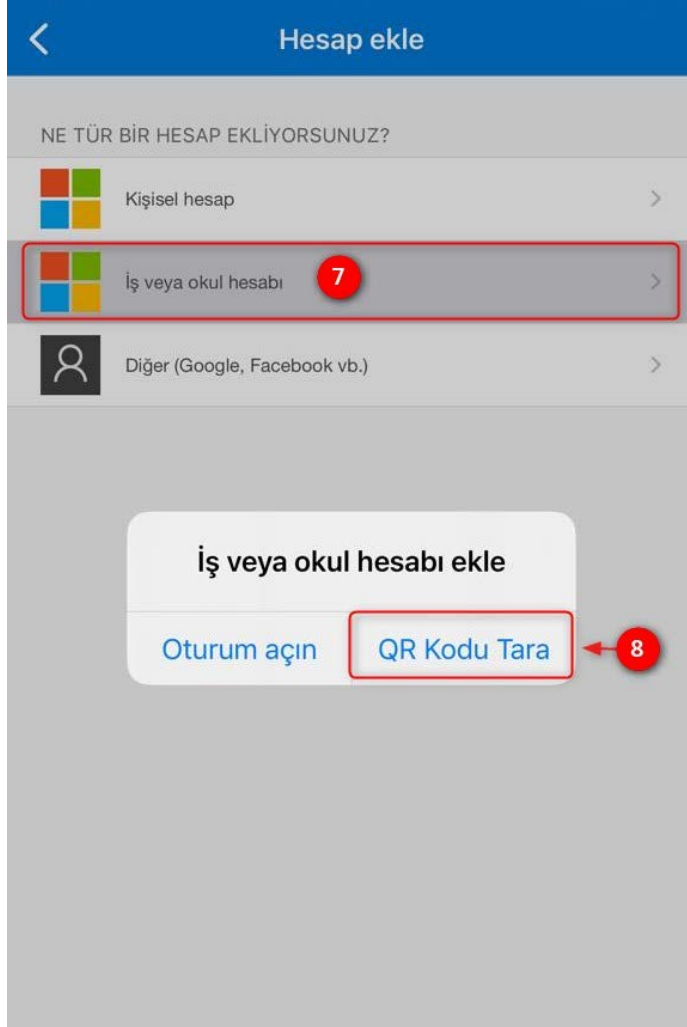 Hesap ekle
NE TÜR BİR HESAP EKLİYORSUNUZ?
Kişisel hesap
İş veya okul hesabı 7
Diğer (Google, Facebook vb.)
İş veya okul hesabı ekle
Oturum açın QR Kodu Tara 8